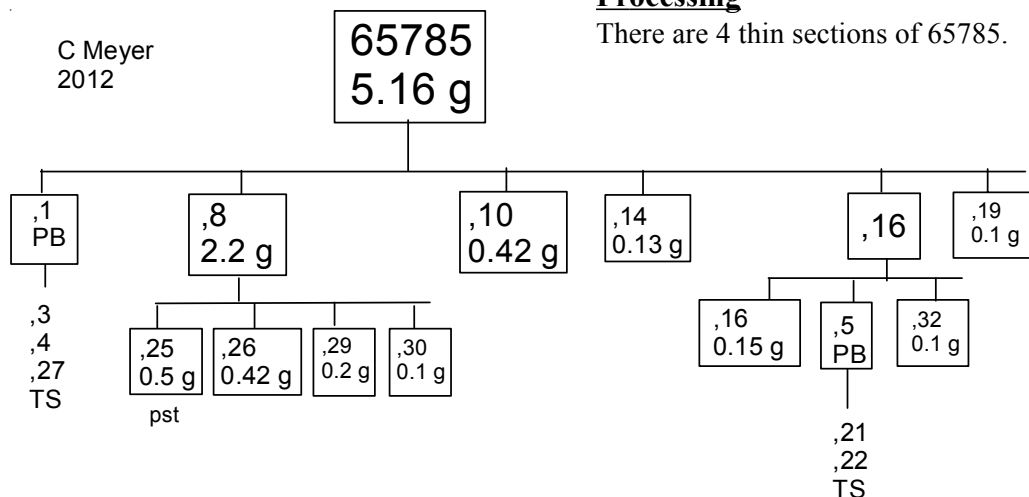 Processing
There are 4 thin sections of 65785.
C Meyer
2012
65785
5.16 g
,1
PB
,8
2.2 g
,10
0.42 g
,14
0.13 g
,16
,19
0.1 g
,3
,4
,27
TS
,25
0.5 g
pst
,26
0.42 g
,29
0.2 g
,30
0.1 g
,16
0.15 g
,5
PB
,32
0.1 g
,21
,22
TS